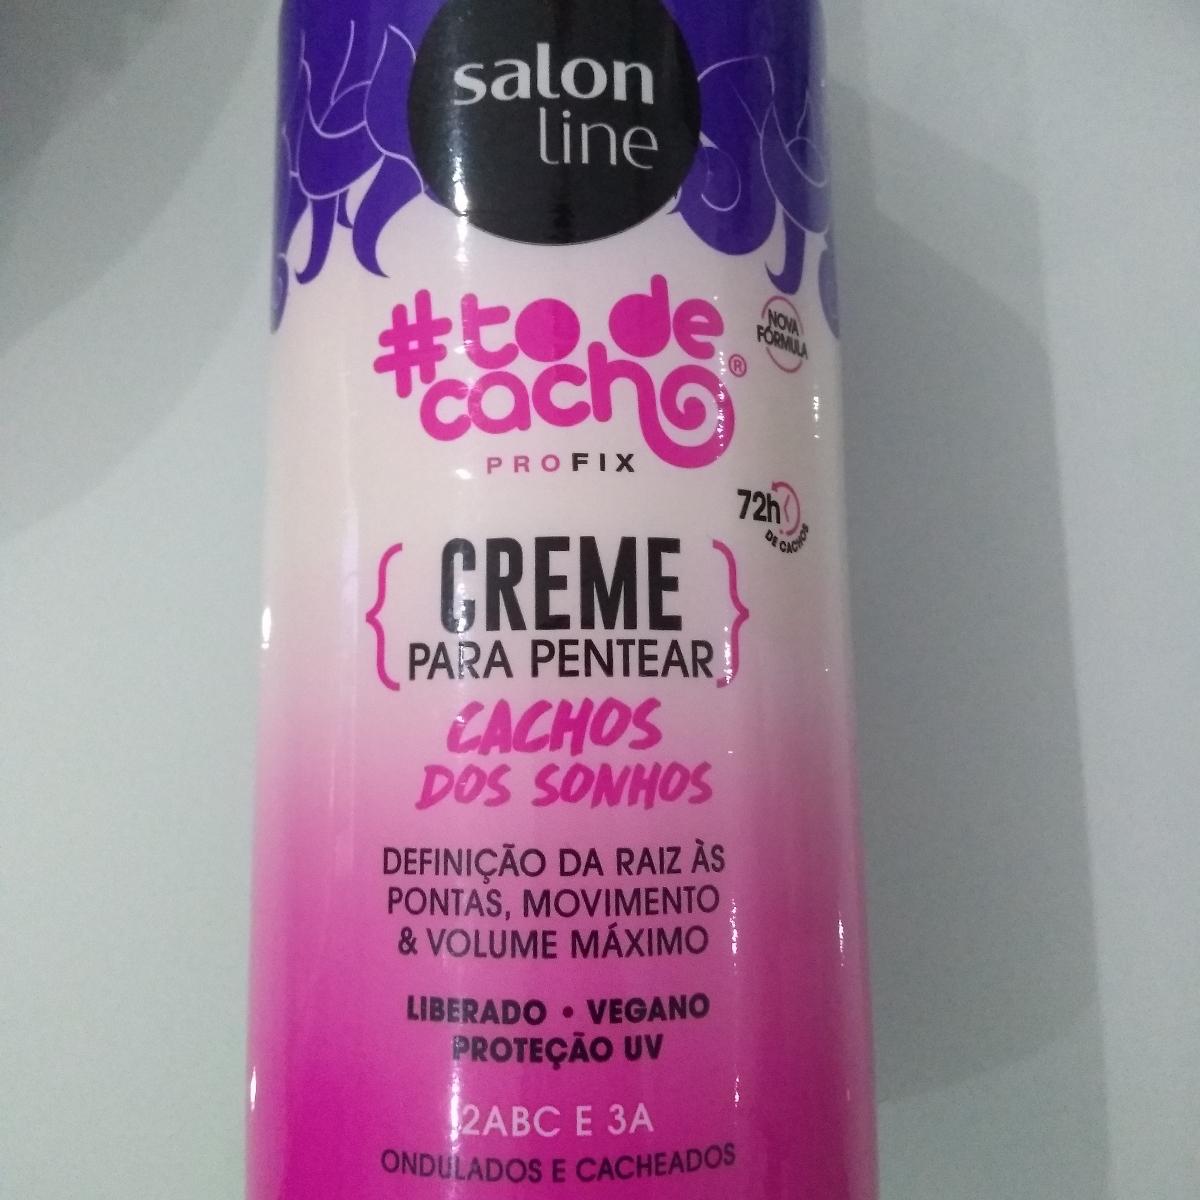 salon
line
#to de
cacho®
NOVA
FÓRMULA
PROFIX
72h
DE CACHOS
{CREME
PARA PENTEAR}
CACHOS
DOS SONHOS
DEFINIÇÃO DA RAIZ ÀS
PONTAS, MOVIMENTO
& VOLUME MÁXIMO
LIBERADO • VEGANO
PROTEÇÃO UV
2ABC E 3A
ONDULADOS E CACHEADOS